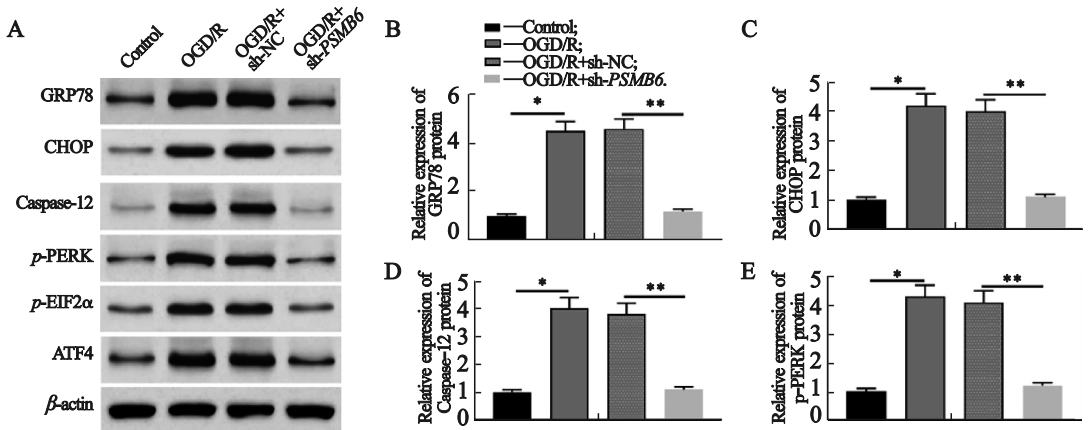 A
Control
OGD/R
OGD/R+
sh-NC
OGD/R+
sh-PSMB6
GRP78
CHOP
Caspase-12
p-PERK
p-EIF2α
ATF4
β-actin
B
Control;
OGD/R;
OGD/R+sh-NC;
OGD/R+sh-PSMB6.
Relative expression of
GRP78 protein
6
4
2
0
*
**
C
Relative expression of
CHOP protein
5
4
3
2
1
0
*
**
D
Relative expression of
Caspase-12 protein
5
4
3
2
1
0
*
**
E
Relative expression of
p-PERK protein
5
4
3
2
1
0
*
**